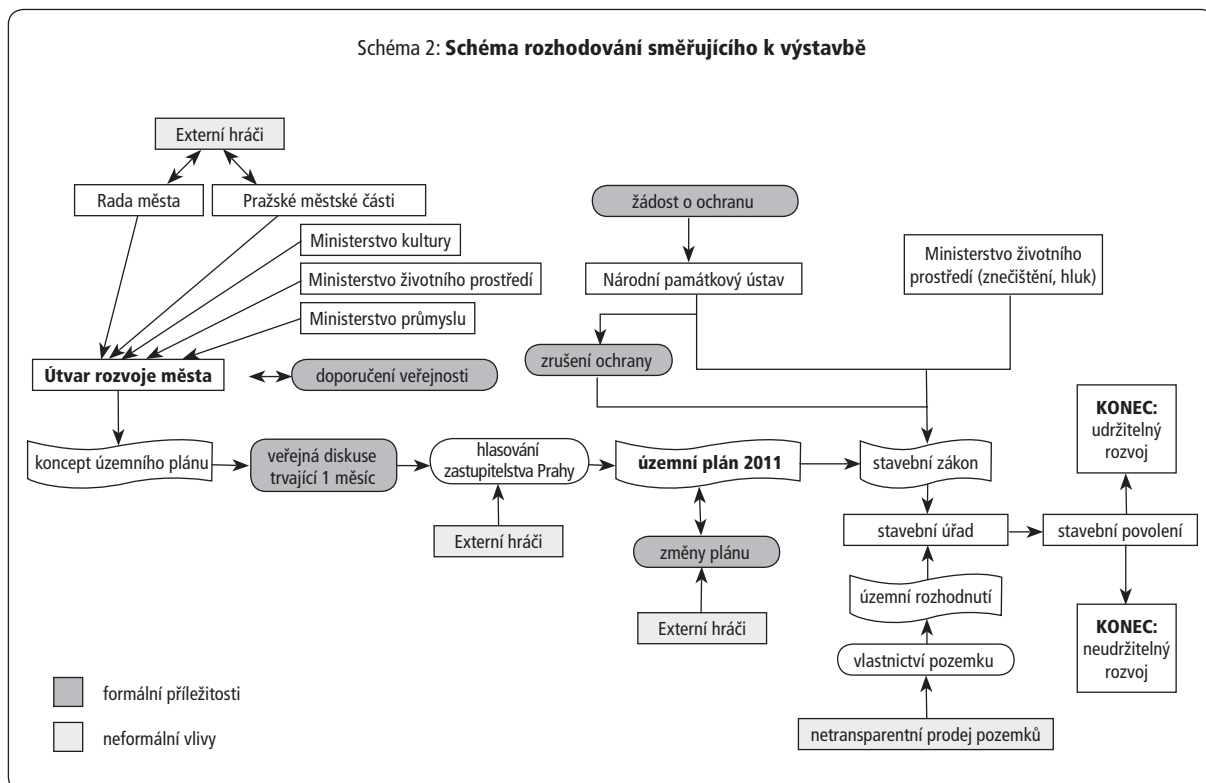 Schéma 2: Schéma rozhodování směřujícího k výstavbě
Externí hráči
Rada města
Pražské městské části
Ministerstvo kultury
Ministerstvo životního prostředí
Ministerstvo průmyslu
Útvar rozvoje města
doporučení veřejnosti
žádost o ochranu
Národní památkový ústav
Ministerstvo životního
prostředí (znečištění, hluk)
zrušení ochrany
koncept územního plánu
veřejná diskuse
trvající 1 měsíc
hlasování
zastupitelstva Prahy
územní plán 2011
stavební zákon
KONEC:
udržitelný
rozvoj
Externí hráči
změny plánu
Externí hráči
stavební úřad
stavební povolení
územní rozhodnutí
vlastnictví pozemku
netransparentní prodej pozemků
KONEC:
neudržitelný
rozvoj
formální příležitosti
neformální vlivy